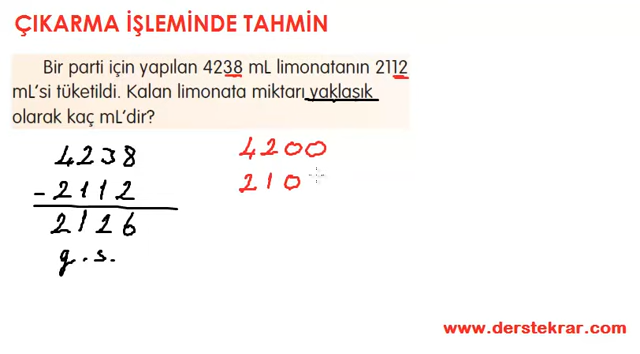 ÇIKARMA İŞLEMİNDE TAHMİN
Bir parti için yapılan 4238 mL limonatanın 2112
mL'si tüketildi. Kalan limonata miktarı yaklaşık
olarak kaç mL'dir?
4238
- 2112
2126
g.s.
4200
210
www.derstekrar.com